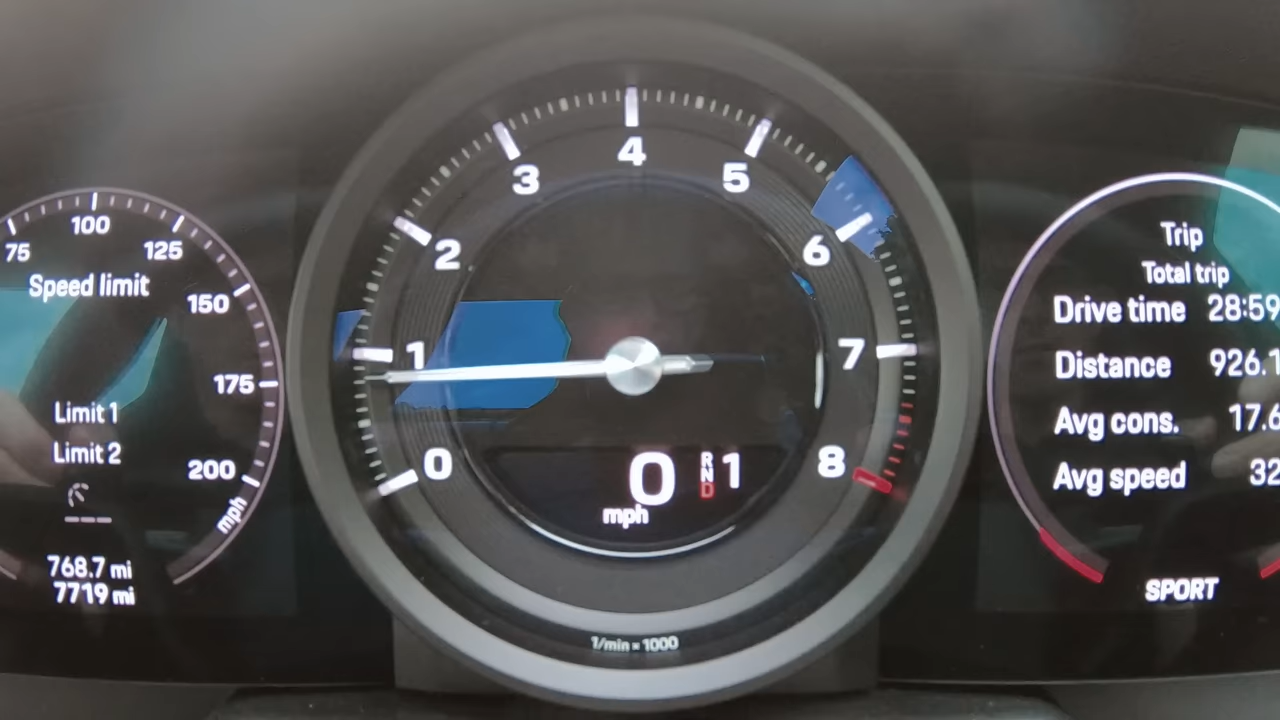 75
100
125
150
175
200
mph
Speed limit
Limit 1
Limit 2
768.7 mi
7719 mi
0
1
2
3
4
5
6
7
8
0
mph
R
N
D
1
1/min × 1000
Trip
Total trip
Drive time 28:59
Distance 926.1
Avg cons. 17.6
Avg speed 32
SPORT